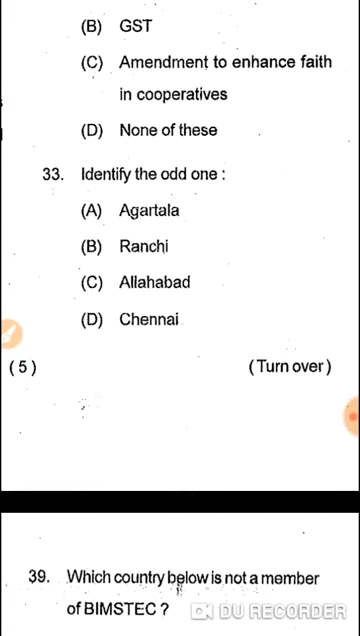 (B) GST
(C) Amendment to enhance faith
in cooperatives
(D) None of these
33. Identify the odd one :
(A) Agartala
(B) Ranchi
(C) Allahabad
(D) Chennai
(5) (Turn over)
39. Which country below is not a member
of BIMSTEC ?
DU RECORDER